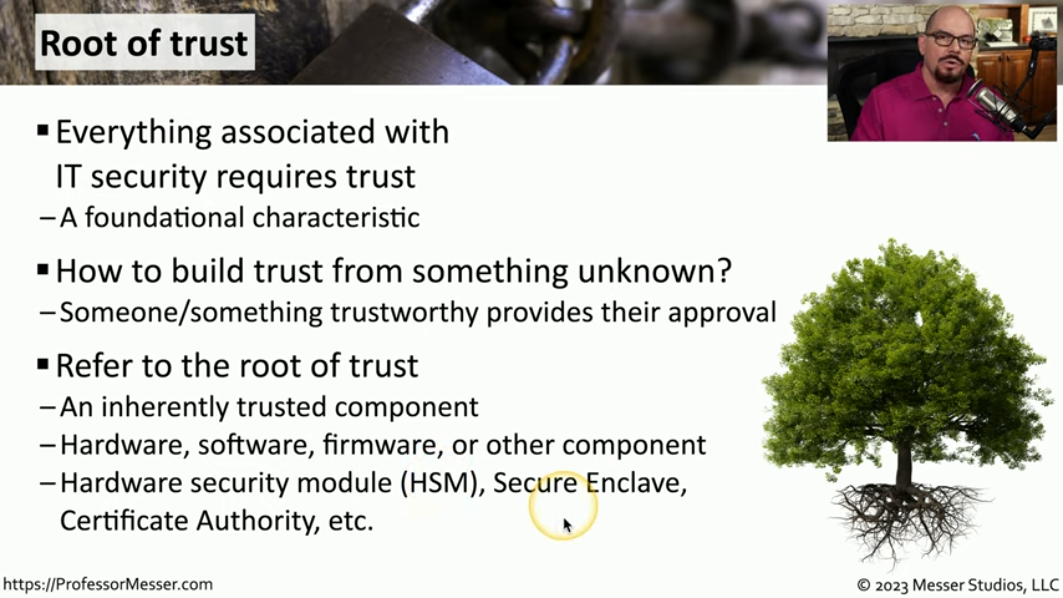 Root of trust
▪ Everything associated with
IT security requires trust
– A foundational characteristic
▪ How to build trust from something unknown?
– Someone/something trustworthy provides their approval
▪ Refer to the root of trust
– An inherently trusted component
– Hardware, software, firmware, or other component
– Hardware security module (HSM), Secure Enclave,
Certificate Authority, etc.
https://ProfessorMesser.com
© 2023 Messer Studios, LLC